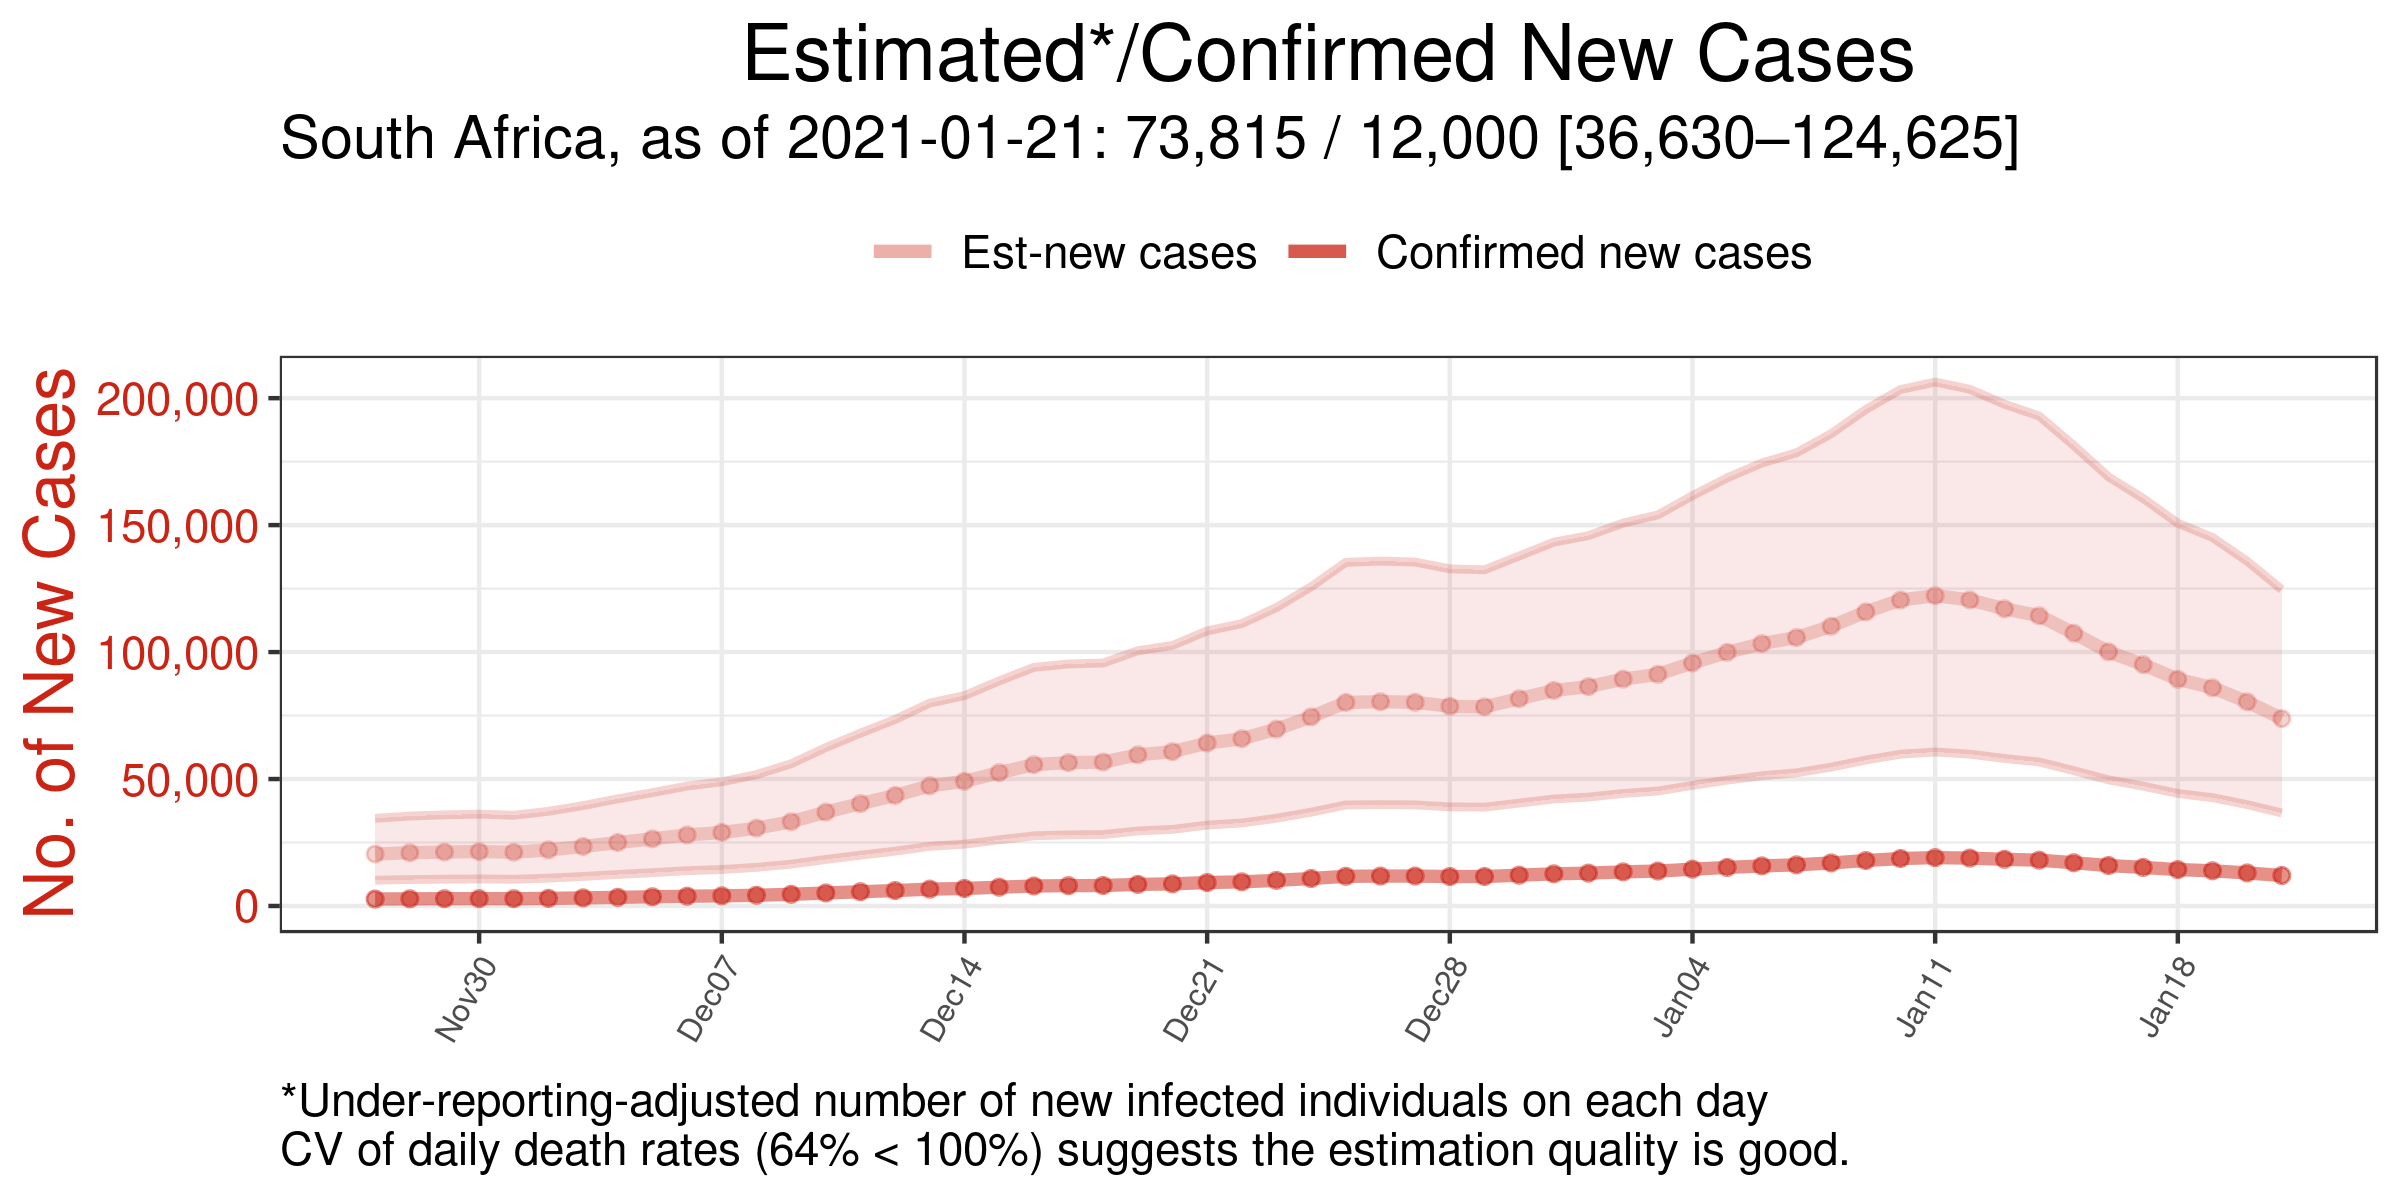 Estimated*/Confirmed New Cases
South Africa, as of 2021-01-21: 73,815 / 12,000 [36,630–124,625]
Est-new cases
Confirmed new cases
No. of New Cases
200,000
150,000
100,000
50,000
0
Nov30
Dec07
Dec14
Dec21
Dec28
Jan04
Jan11
Jan18
*Under-reporting-adjusted number of new infected individuals on each day
CV of daily death rates (64% < 100%) suggests the estimation quality is good.